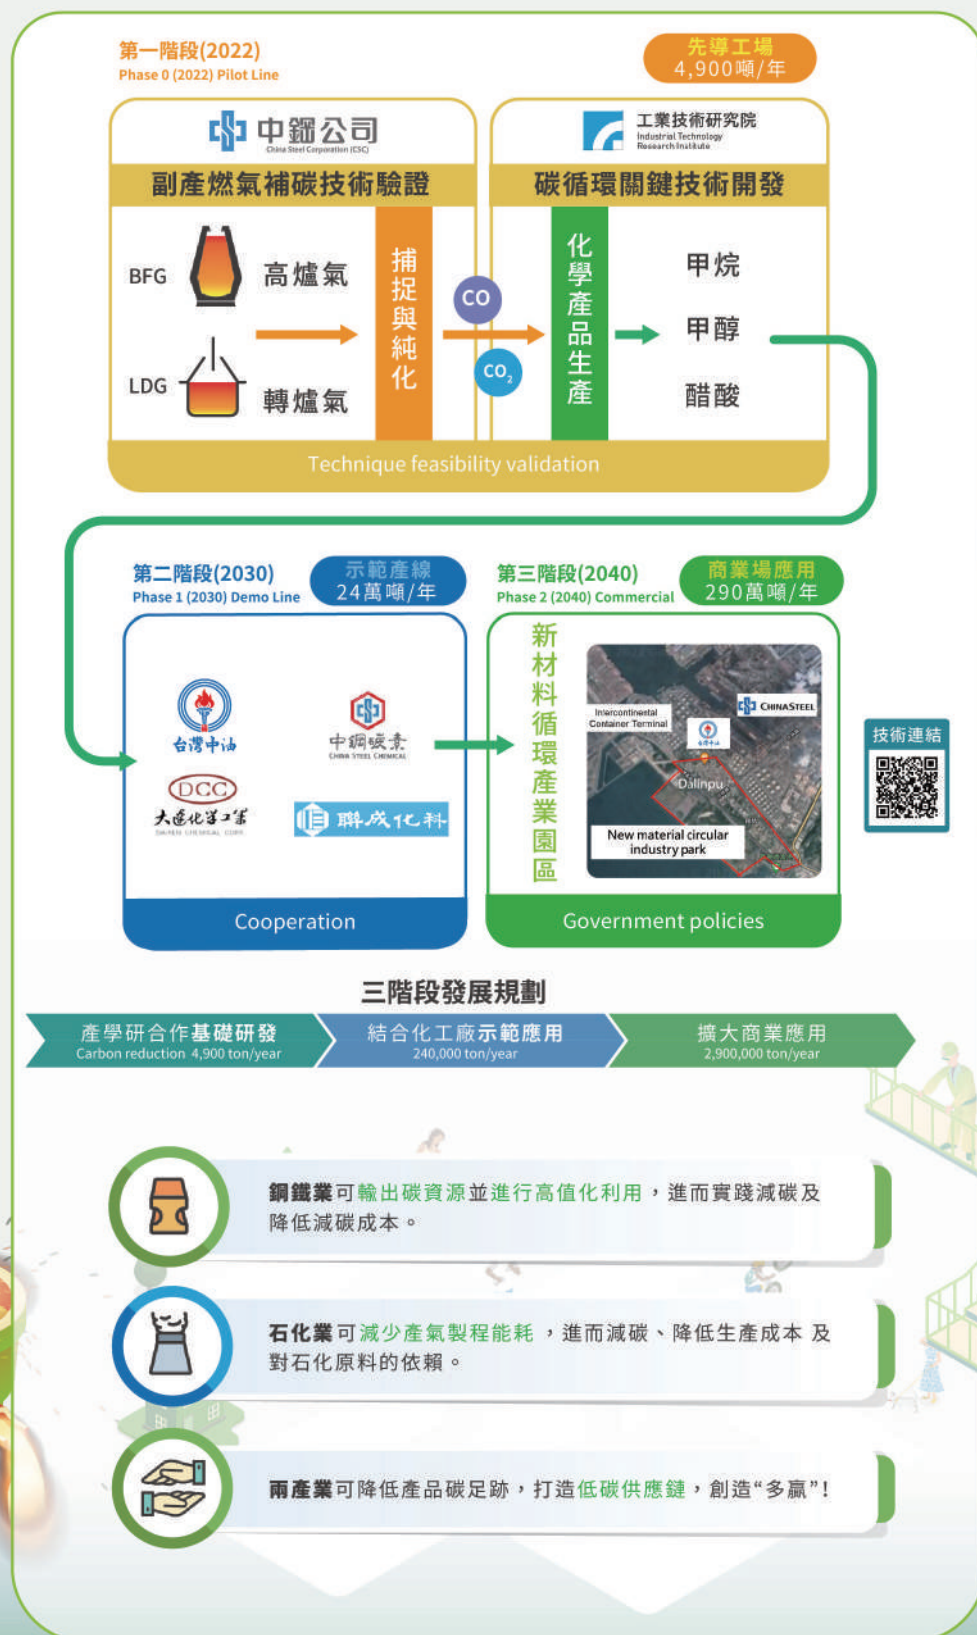 第一階段(2022)
Phase 0 (2022) Pilot Line
先導工場
4,900噸/年
中鋼公司
China Steel Corporation (CSC)
工業技術研究院
Industrial Technology
Research Institute
副產燃氣補碳技術驗證
碳循環關鍵技術開發
BFG
高爐氣
LDG
轉爐氣
捕捉與純化
CO
CO₂
化學產品生產
甲烷
甲醇
醋酸
Technique feasibility validation
第二階段(2030)
Phase 1 (2030) Demo Line
示範產線
24萬噸/年
第三階段(2040)
Phase 2 (2040) Commercial
商業場應用
290萬噸/年
台灣中油
中鋼碳素
CHINA STEEL CHEMICAL
DCC
大連化學工業
DAIREN CHEMICAL CORP.
聯成化科
Cooperation
新材料循環產業園區
Intercontinental
Container Terminal
台灣中油
CHINA STEEL
Dalinpu
New material circular
industry park
Government policies
技術連結
三階段發展規劃
產學研合作基礎研發
Carbon reduction 4,900 ton/year
結合化工廠示範應用
240,000 ton/year
擴大商業應用
2,900,000 ton/year
鋼鐵業可輸出碳資源並進行高值化利用，進而實踐減碳及
降低減碳成本。
石化業可減少產氣製程能耗，進而減碳、降低生產成本 及
對石化原料的依賴。
兩產業可降低產品碳足跡，打造低碳供應鏈，創造“多贏”!